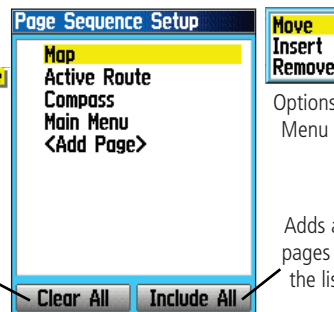 Page Sequence Setup
Map
Active Route
Compass
Main Menu
<Add Page>
Clear All
Include All
Move
Insert
Remove
Options
Menu
Adds
pages
the